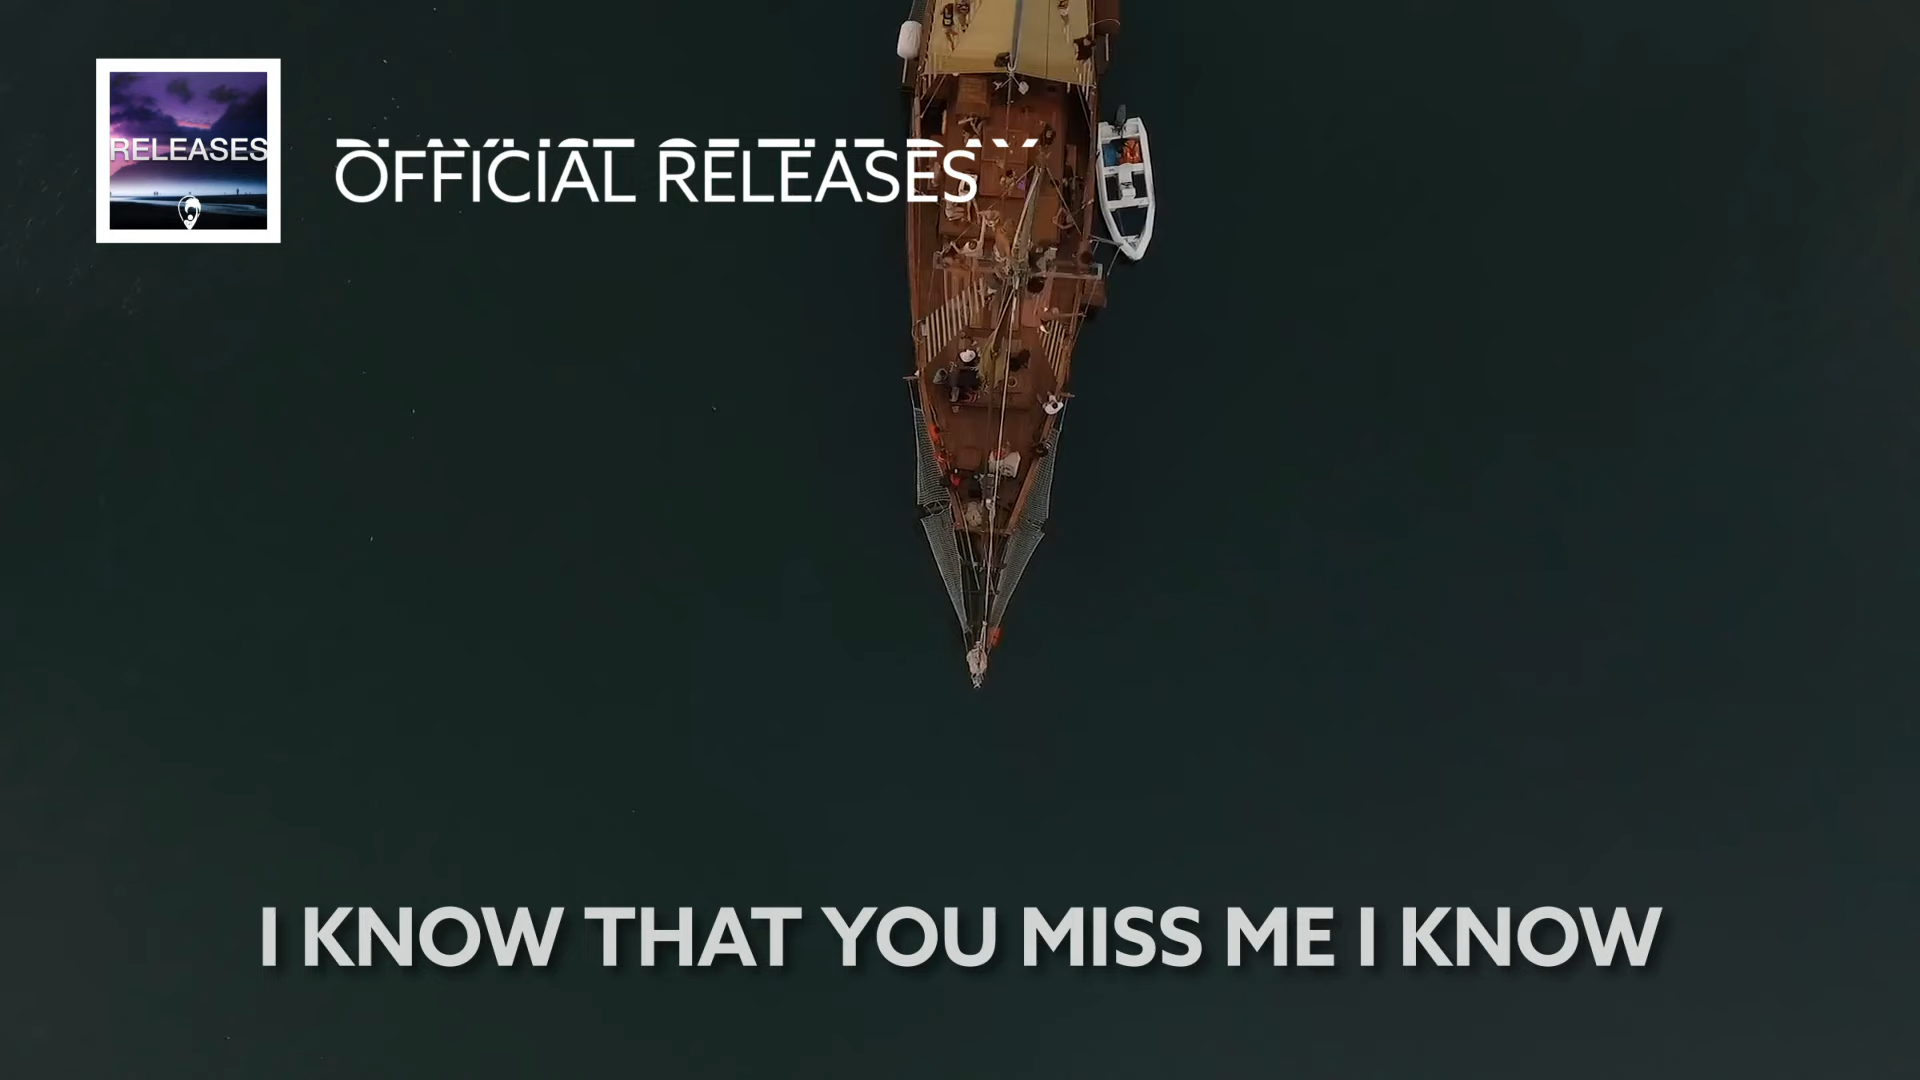 RELEASES
OFFICIAL RELEASES
I KNOW THAT YOU MISS ME I KNOW